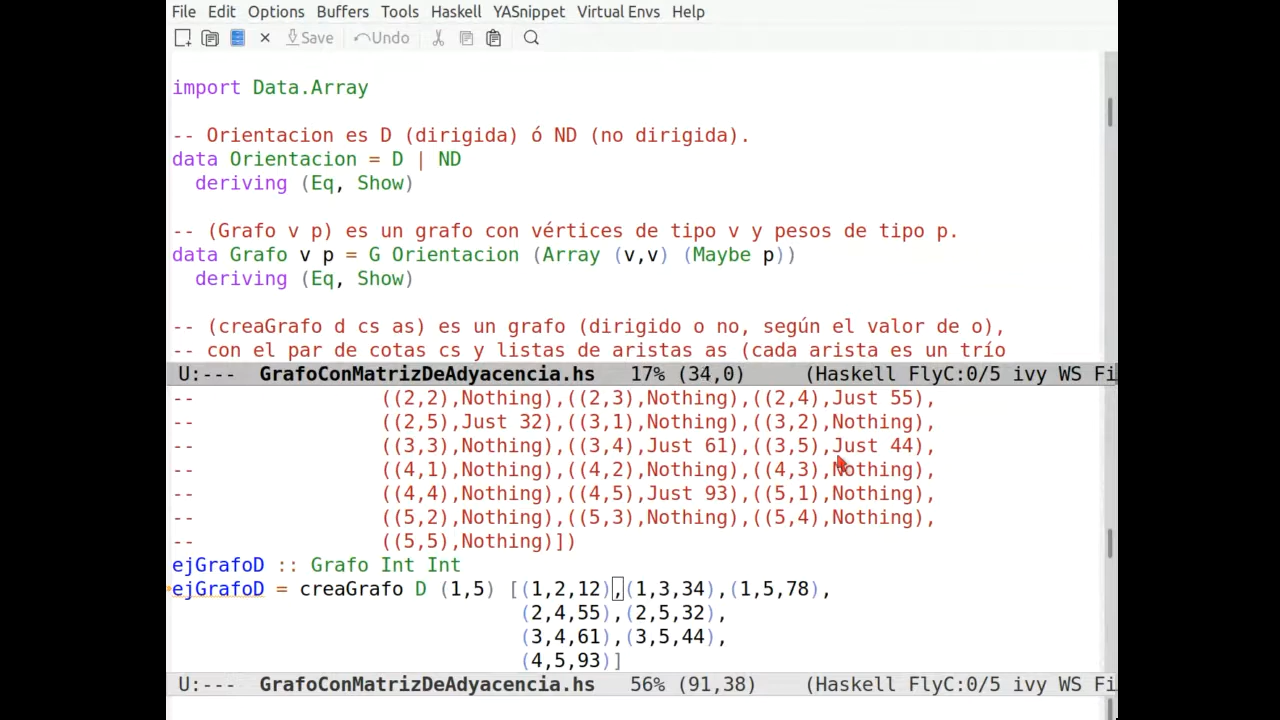 File Edit Options Buffers Tools Haskell YASnippet Virtual Envs Help
Save Undo
import Data.Array
-- Orientacion es D (dirigida) ó ND (no dirigida).
data Orientacion = D | ND
  deriving (Eq, Show)
-- (Grafo v p) es un grafo con vértices de tipo v y pesos de tipo p.
data Grafo v p = G Orientacion (Array (v,v) (Maybe p))
  deriving (Eq, Show)
-- (creaGrafo d cs as) es un grafo (dirigido o no, según el valor de o),
-- con el par de cotas cs y listas de aristas as (cada arista es un trío
U:--- GrafoConMatrizDeAdyacencia.hs 17% (34,0) (Haskell FlyC:0/5 ivy WS Fi
-- ((2,2),Nothing),((2,3),Nothing),((2,4),Just 55),
-- ((2,5),Just 32),((3,1),Nothing),((3,2),Nothing),
-- ((3,3),Nothing),((3,4),Just 61),((3,5),Just 44),
-- ((4,1),Nothing),((4,2),Nothing),((4,3),Nothing),
-- ((4,4),Nothing),((4,5),Just 93),((5,1),Nothing),
-- ((5,2),Nothing),((5,3),Nothing),((5,4),Nothing),
-- ((5,5),Nothing)])
ejGrafoD :: Grafo Int Int
ejGrafoD = creaGrafo D (1,5) [(1,2,12),(1,3,34),(1,5,78),
(2,4,55),(2,5,32),
(3,4,61),(3,5,44),
(4,5,93)]
U:--- GrafoConMatrizDeAdyacencia.hs 56% (91,38) (Haskell FlyC:0/5 ivy WS Fi